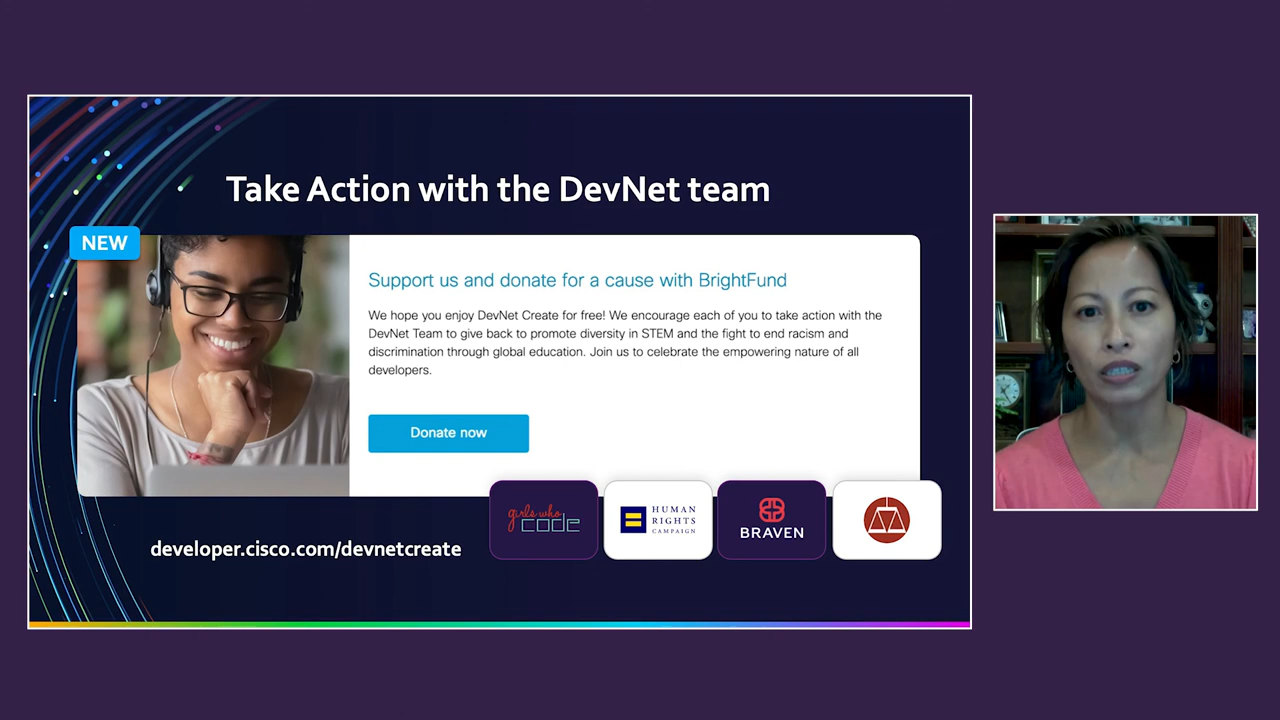 Take Action with the DevNet team
NEW
Support us and donate for a cause with BrightFund
We hope you enjoy DevNet Create for free! We encourage each of you to take action with the
DevNet Team to give back to promote diversity in STEM and the fight to end racism and
discrimination through global education. Join us to celebrate the empowering nature of all
developers.
Donate now
girls who
code
HUMAN
RIGHTS
CAMPAIGN
BRAVEN
developer.cisco.com/devnetcreate